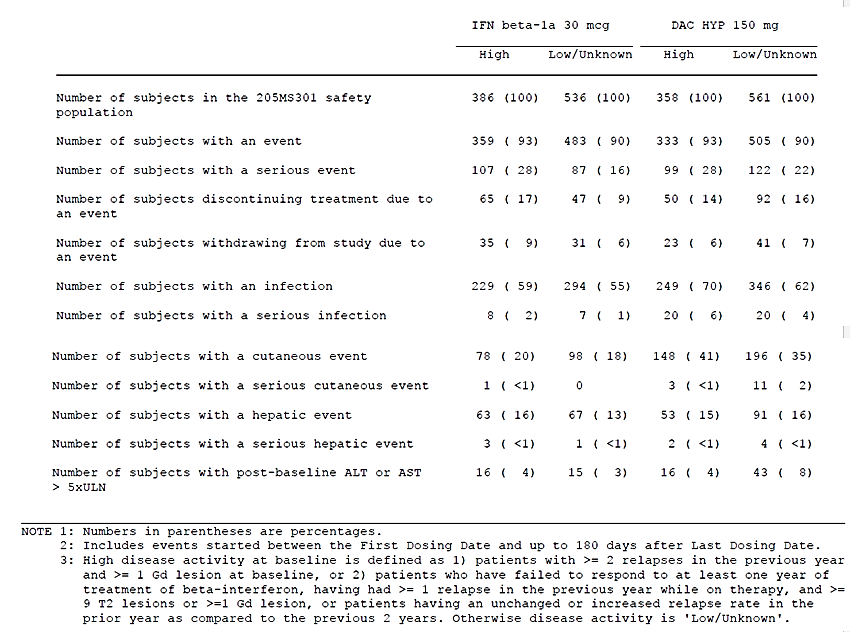 IFN beta-1a 30 mcg DAC HYP 150 mg
High Low/Unknown High Low/Unknown
Number of subjects in the 205MS301 safety 386 (100) 536 (100) 358 (100) 561 (100)
population
Number of subjects with an event 359 ( 93) 483 ( 90) 333 ( 93) 505 ( 90)
Number of subjects with a serious event 107 ( 28) 87 ( 16) 99 ( 28) 122 ( 22)
Number of subjects discontinuing treatment due to 65 ( 17) 47 ( 9) 50 ( 14) 92 ( 16)
an event
Number of subjects withdrawing from study due to 35 ( 9) 31 ( 6) 23 ( 6) 41 ( 7)
an event
Number of subjects with an infection 229 ( 59) 294 ( 55) 249 ( 70) 346 ( 62)
Number of subjects with a serious infection 8 ( 2) 7 ( 1) 20 ( 6) 20 ( 4)
Number of subjects with a cutaneous event 78 ( 20) 98 ( 18) 148 ( 41) 196 ( 35)
Number of subjects with a serious cutaneous event 1 ( <1) 0 3 ( <1) 11 ( 2)
Number of subjects with a hepatic event 63 ( 16) 67 ( 13) 53 ( 15) 91 ( 16)
Number of subjects with a serious hepatic event 3 ( <1) 1 ( <1) 2 ( <1) 4 ( <1)
Number of subjects with post-baseline ALT or AST 16 ( 4) 15 ( 3) 16 ( 4) 43 ( 8)
> 5xULN
NOTE 1: Numbers in parentheses are percentages.
2: Includes events started between the First Dosing Date and up to 180 days after Last Dosing Date.
3: High disease activity at baseline is defined as 1) patients with >= 2 relapses in the previous year
and >= 1 Gd lesion at baseline, or 2) patients who have failed to respond to at least one year of
treatment of beta-interferon, having had >= 1 relapse in the previous year while on therapy, and >=
9 T2 lesions or >=1 Gd lesion, or patients having an unchanged or increased relapse rate in the
prior year as compared to the previous 2 years. Otherwise disease activity is 'Low/Unknown'.